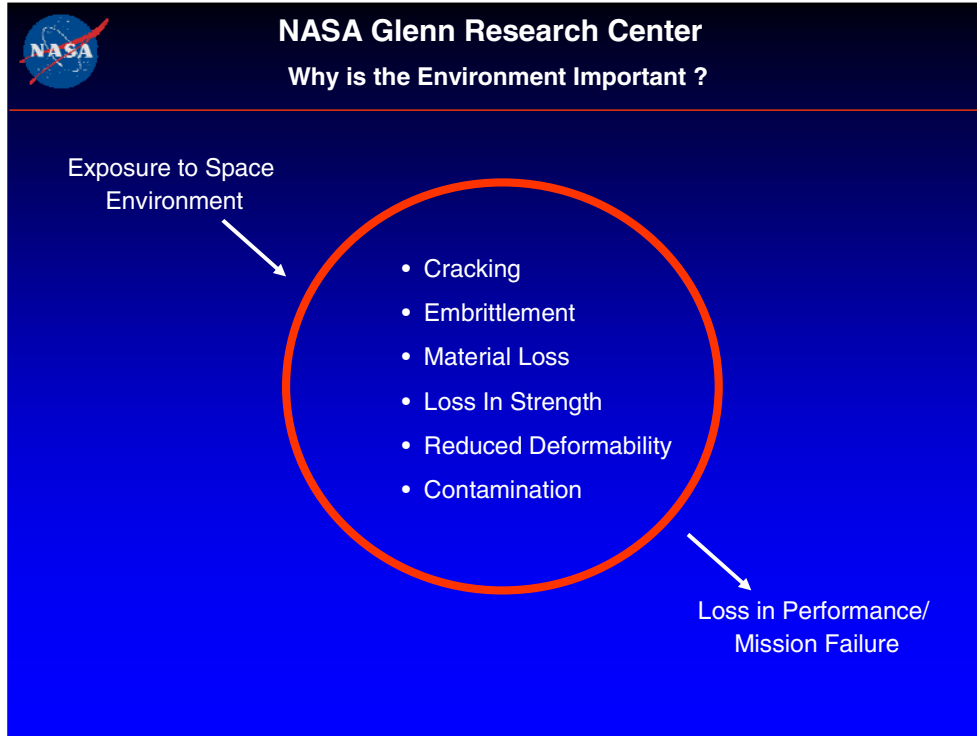 NASA
NASA Glenn Research Center
Why is the Environment Important ?
Exposure to Space
Environment
• Cracking
• Embrittlement
• Material Loss
• Loss In Strength
• Reduced Deformability
• Contamination
Loss in Performance/
Mission Failure